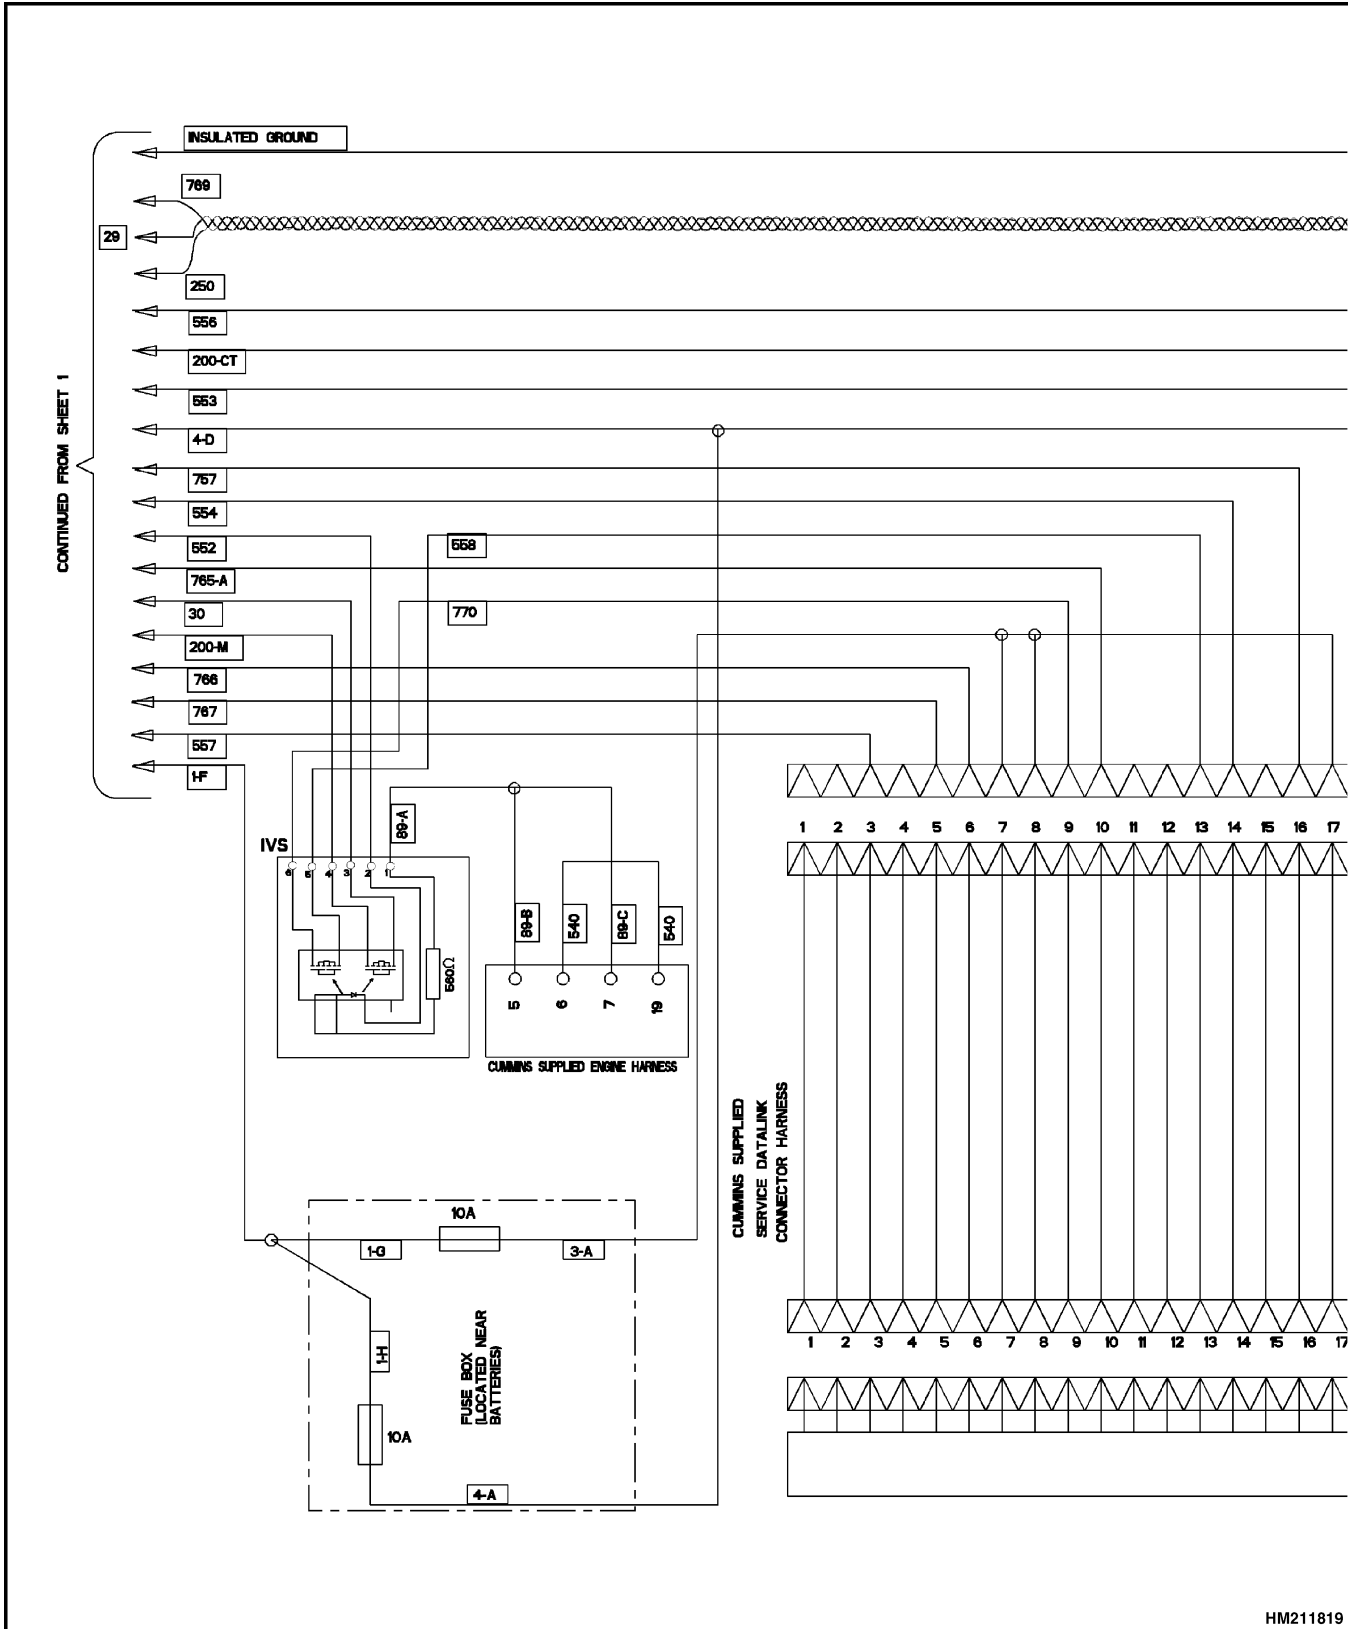 INSULATED GROUND
769
29
250
556
200-CT
553
4-D
757
554
552
558
765-A
30
770
200-M
766
767
557
1-F
CONTINUED FROM SHEET 1
IVS
89-A
6 5 4 3 2 1
560Ω
89-B
540
89-C
540
5 6 7 19
CUMMINS SUPPLIED ENGINE HARNESS
1 2 3 4 5 6 7 8 9 10 11 12 13 14 15 16 17
CUMMINS SUPPLIED
SERVICE DATALINK
CONNECTOR HARNESS
10A
1-G
3-A
1-H
FUSE BOX
(LOCATED NEAR
BATTERIES)
10A
4-A
1 2 3 4 5 6 7 8 9 10 11 12 13 14 15 16 17
HM211819